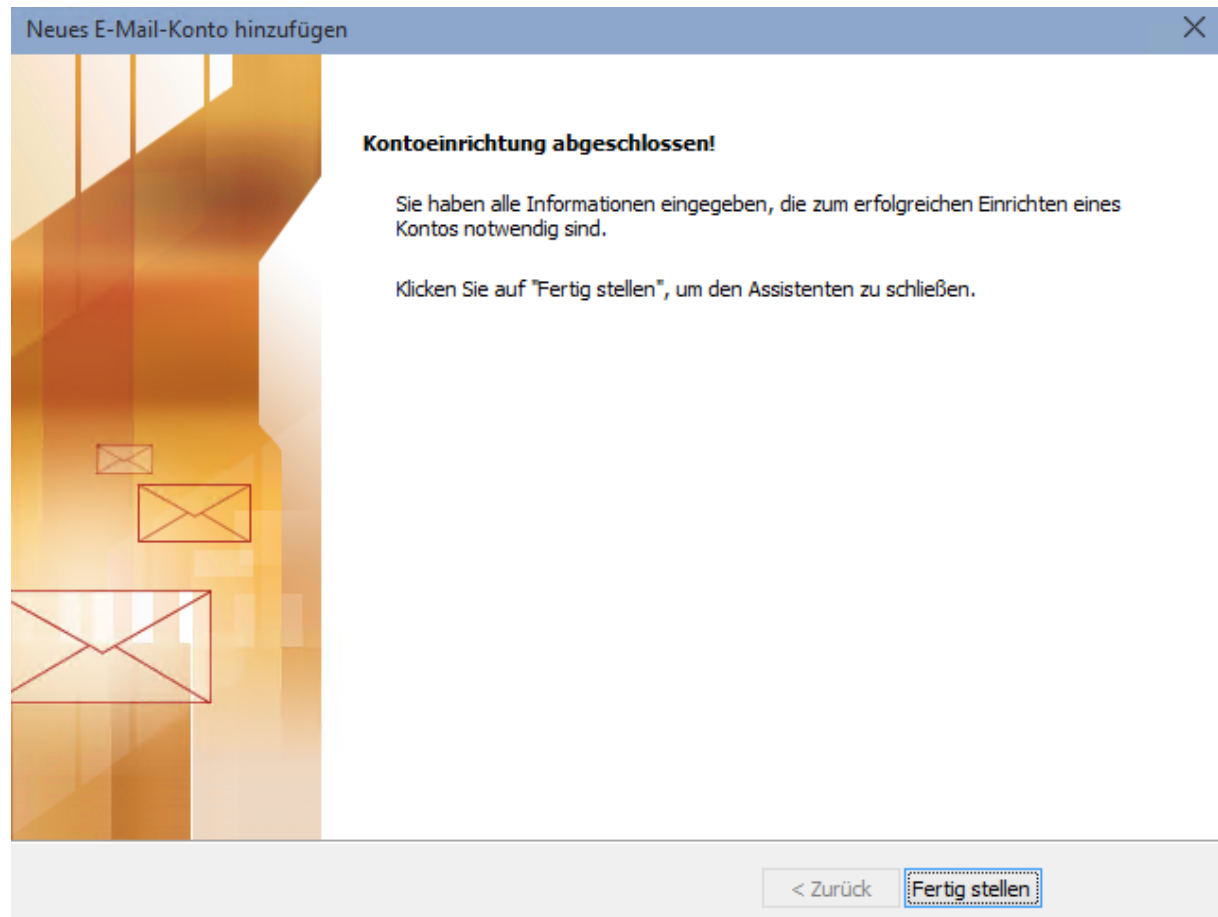 Neues E-Mail-Konto hinzufügen
Kontoeinrichtung abgeschlossen!
Sie haben alle Informationen eingegeben, die zum erfolgreichen Einrichten eines
Kontos notwendig sind.
Klicken Sie auf "Fertig stellen", um den Assistenten zu schließen.
< Zurück
Fertig stellen